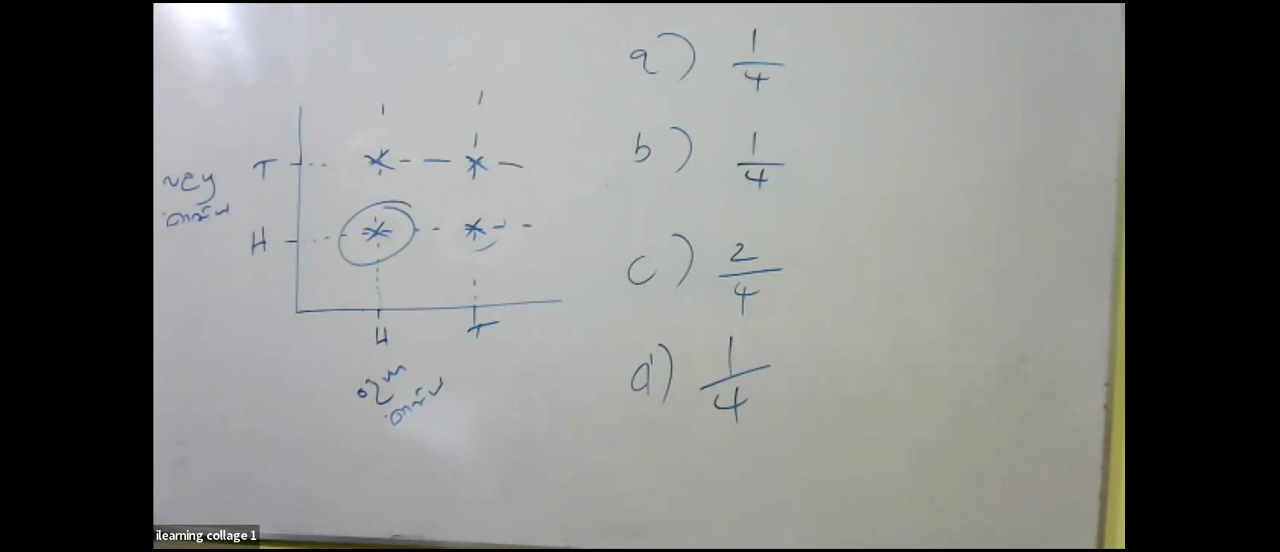 T
H
H
T
a) 1/4
b) 1/4
c) 2/4
d) 1/4
ilearning collage 1